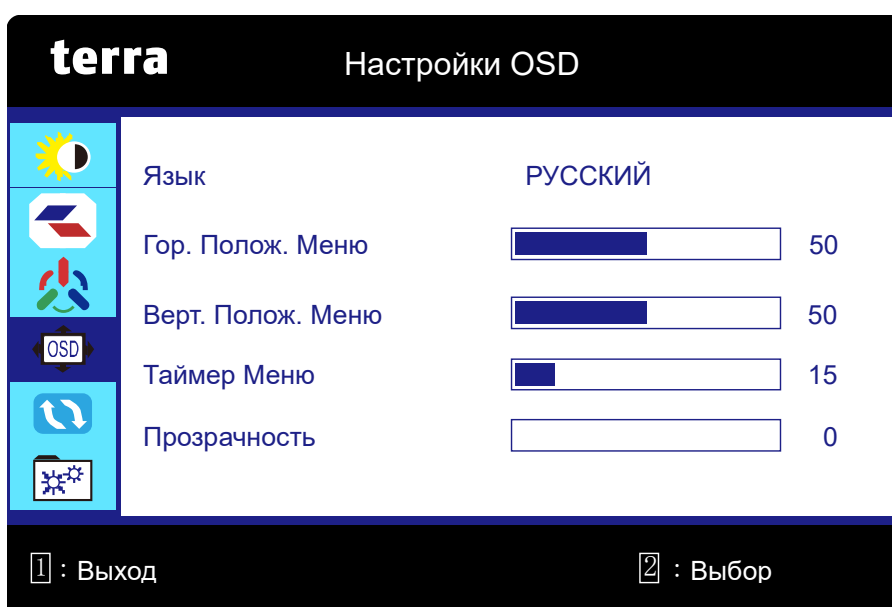 terra
Настройки OSD
Язык РУССКИЙ
Гор. Полож. Меню 50
Верт. Полож. Меню 50
OSD
Таймер Меню 15
Прозрачность 0
1 : Выход 2 : Выбор